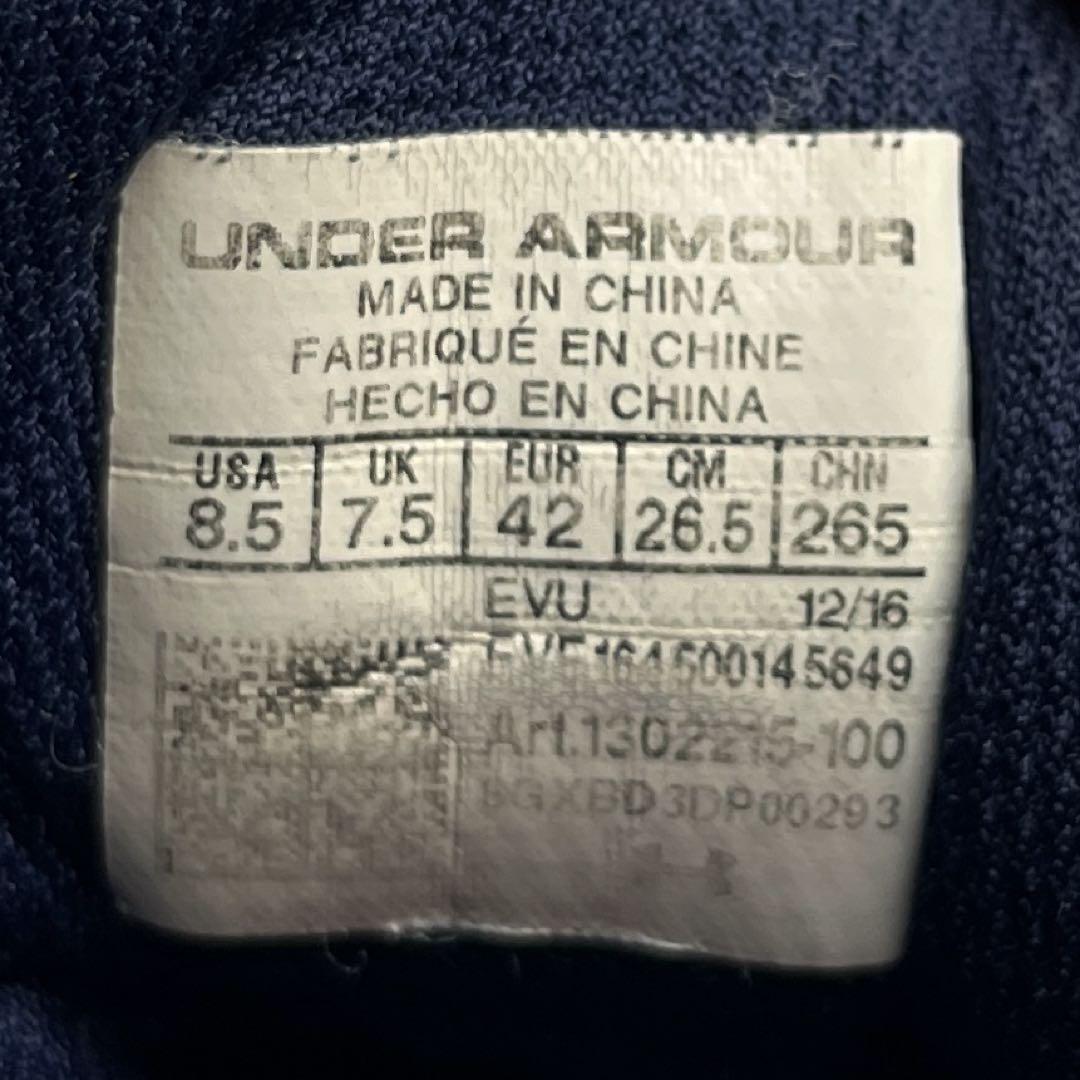 UNDER ARMOUR
MADE IN CHINA
FABRIQUÉ EN CHINE
HECHO EN CHINA
USA UK EUR CM CHN
8.5 7.5 42 26.5 265
EVU 12/16
Art.1302215-100